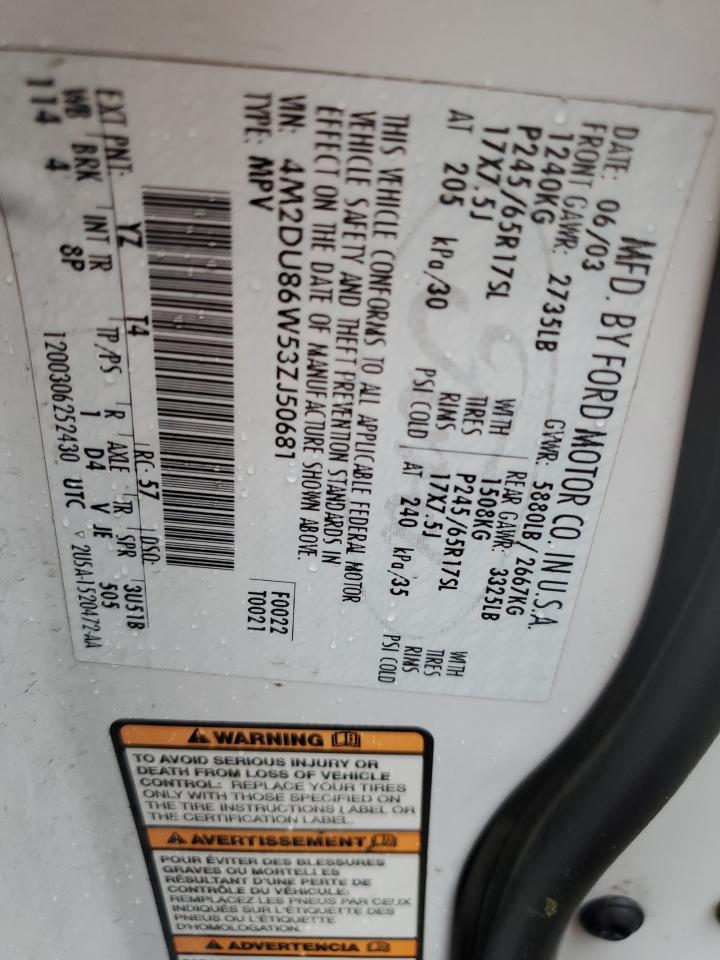 MFD. BY FORD MOTOR CO. IN U.S.A.
DATE: 06/03 GVWR: 5880LB/2667KG
FRONT GAWR: 2735LB REAR GAWR: 3325LB
1240KG WITH 1508KG WITH
P245/65R17SL TIRES P245/65R17SL TIRES
17X7.5J RIMS 17X7.5J RIMS
AT 205 kPa/30 PSI COLD AT 240 kPa/35 PSI COLD
THIS VEHICLE CONFORMS TO ALL APPLICABLE FEDERAL MOTOR
VEHICLE SAFETY AND THEFT PREVENTION STANDARDS IN
EFFECT ON THE DATE OF MANUFACTURE SHOWN ABOVE.
VIN: 4M2DU86W53ZJ50681 F0022
TYPE: MPV T0021
EXT PNT: YZ T4 RC: 57 DSO:
WB BRK INT TR TP/PS R AXLE TR SPR 3U51B
114 4 8P 1 D4 V JE 505
1200306252430 UTC 205A-1520472-AA
WARNING
TO AVOID SERIOUS INJURY OR
DEATH FROM LOSS OF VEHICLE
CONTROL: REPLACE YOUR TIRES
ONLY WITH THOSE SPECIFIED ON
THE TIRE INSTRUCTIONS LABEL OR
THE CERTIFICATION LABEL.
AVERTISSEMENT
POUR ÉVITER DES BLESSURES
GRAVES OU MORTELLES
RÉSULTANT D'UNE PERTE DE
CONTRÔLE DU VÉHICULE:
REMPLACEZ LES PNEUS PAR CEUX
INDIQUÉS SUR L'ÉTIQUETTE DES
PNEUS OU L'ÉTIQUETTE
D'HOMOLOGATION.
ADVERTENCIA